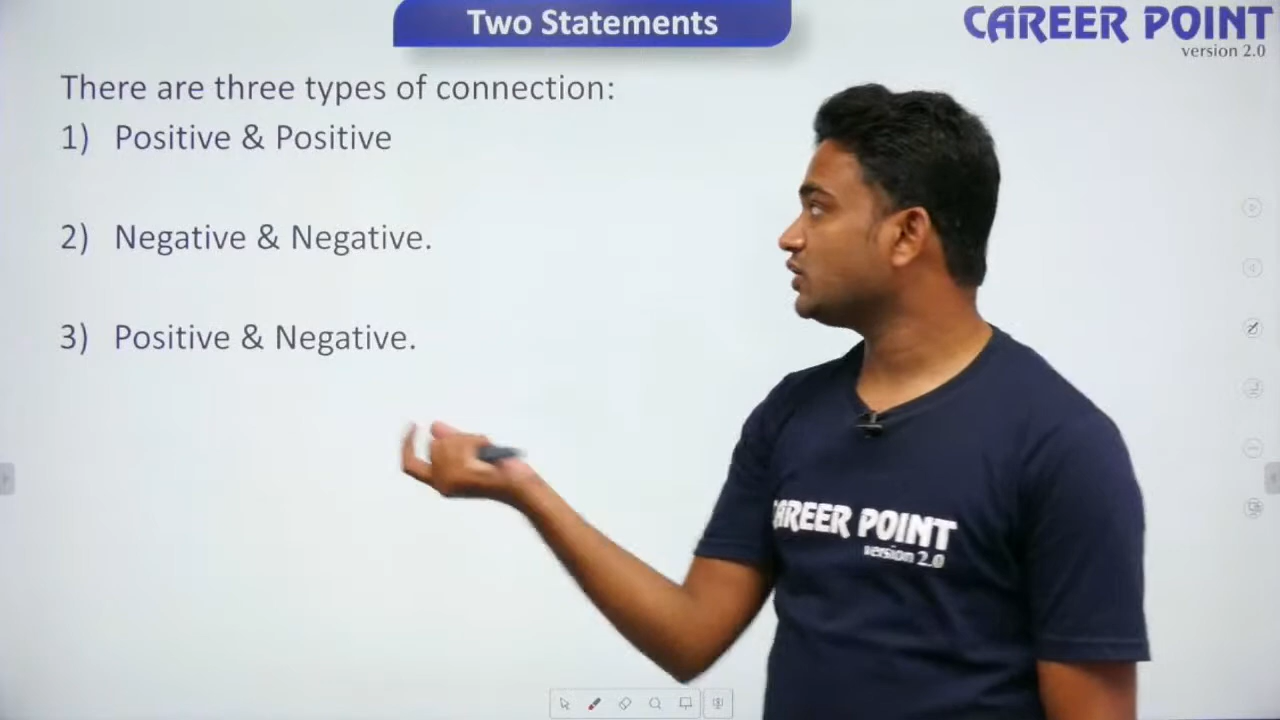 Two Statements
CAREER POINT
version 2.0
There are three types of connection:
1) Positive & Positive
2) Negative & Negative.
3) Positive & Negative.
CAREER POINT
version 2.0